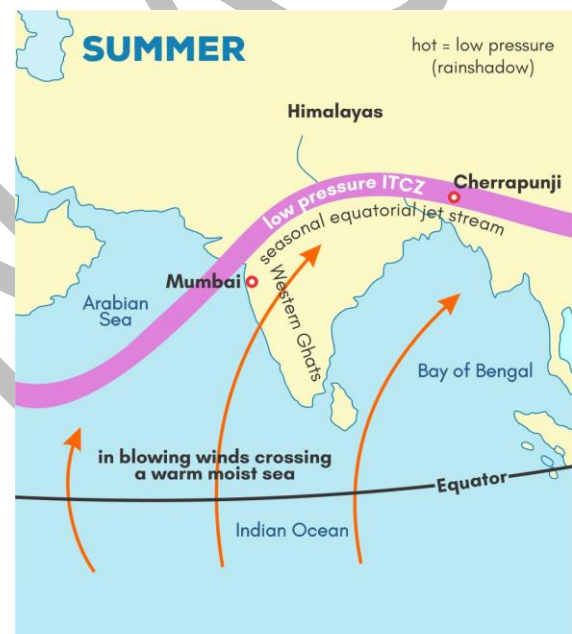 SUMMER
hot = low pressure
(rainshadow)
Himalayas
low pressure ITCZ
Cherrapunji
seasonal equatorial jet stream
Mumbai
Western Ghats
Arabian
Sea
Bay of Bengal
in blowing winds crossing
a warm moist sea
Equator
Indian Ocean